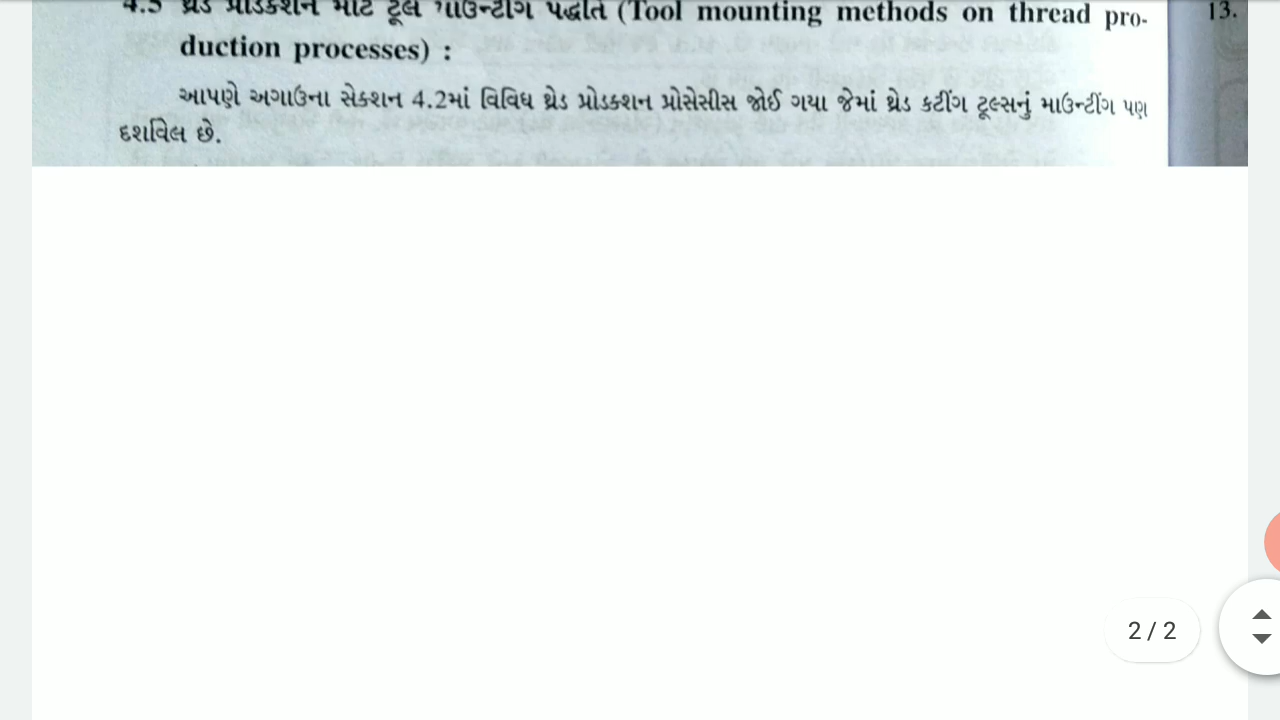 4.5 થ્રેડ પ્રોડક્શન માટે ટૂલ માઉન્ટીંગ પદ્ધતિ (Tool mounting methods on thread pro-
13.
duction processes) :
આપણે અગાઉના સેક્શન 4.2માં વિવિધ થ્રેડ પ્રોડક્શન પ્રોસેસીસ જોઈ ગયા જેમાં થ્રેડ કટીંગ ટૂલ્સનું માઉન્ટીંગ પણ
દર્શાવેલ છે.
2 / 2